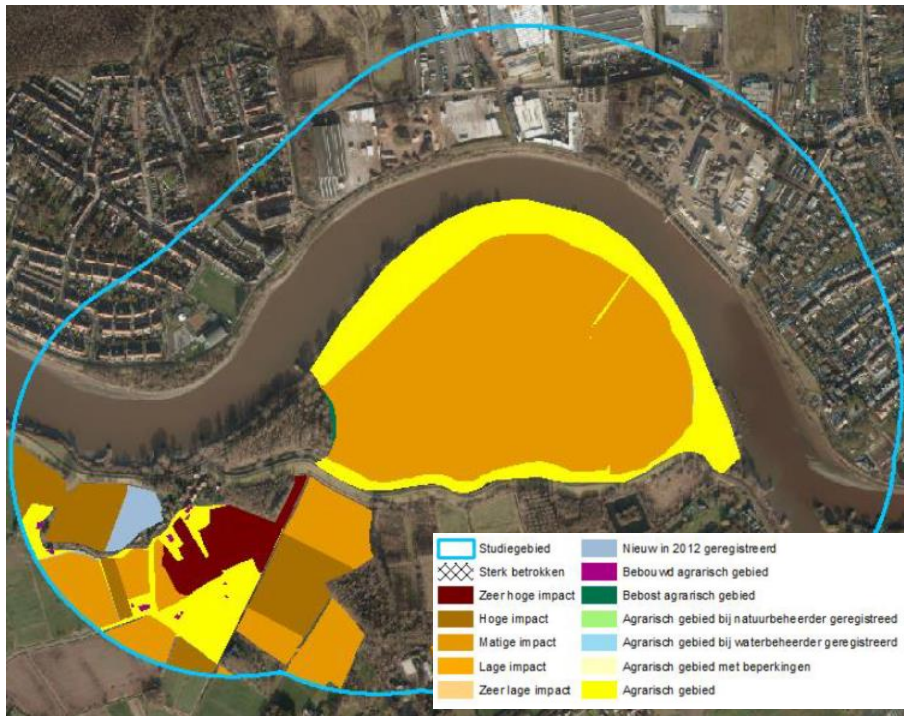 Studiegebied
Sterk betrokken
Zeer hoge impact
Hoge impact
Matige impact
Lage impact
Zeer lage impact
Nieuw in 2012 geregistreerd
Bebouwd agrarisch gebied
Bebost agrarisch gebied
Agrarisch gebied bij natuurbeheerder geregistreed
Agrarisch gebied bij waterbeheerder geregistreerd
Agrarisch gebied met beperkingen
Agrarisch gebied